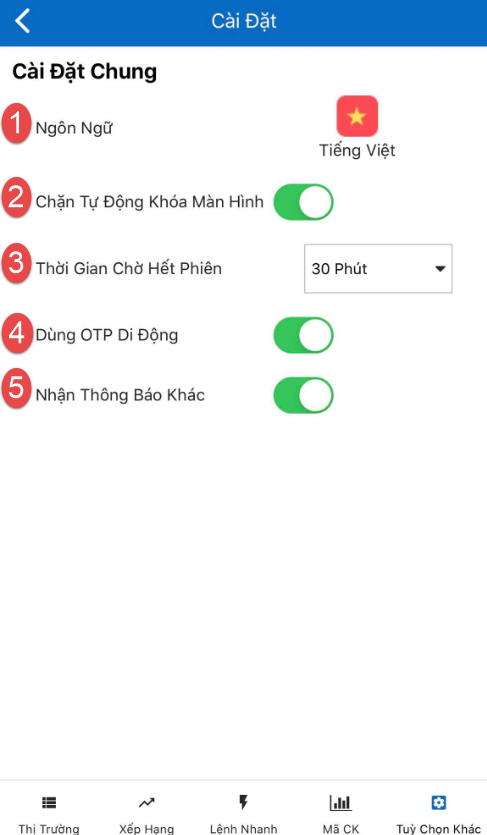 Cài Đặt
Cài Đặt Chung
1 Ngôn Ngữ
Tiếng Việt
2 Chặn Tự Động Khóa Màn Hình
3 Thời Gian Chờ Hết Phiên 30 Phút
4 Dùng OTP Di Động
5 Nhận Thông Báo Khác
Thị Trường Xếp Hạng Lệnh Nhanh Mã CK Tuỳ Chọn Khác